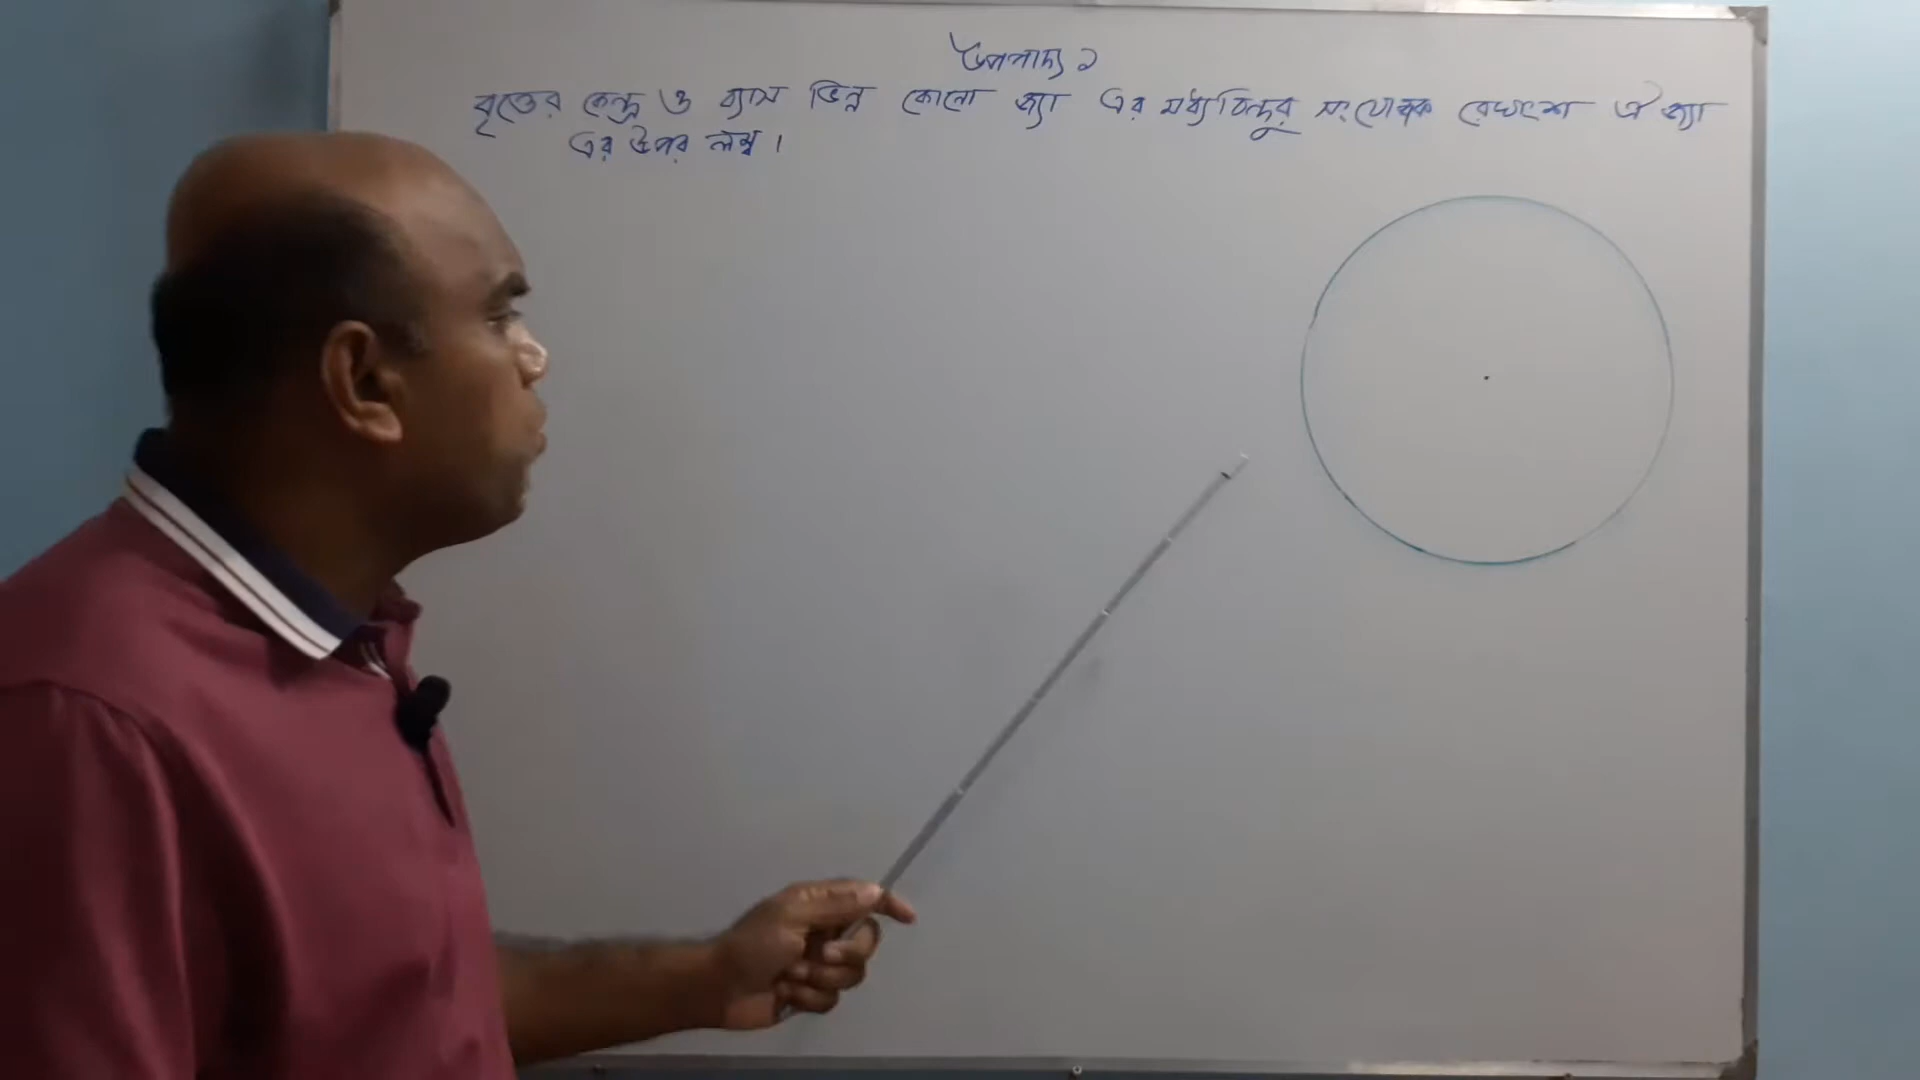 উপপাদ্য ১
বৃত্তের কেন্দ্র ও ব্যাস ভিন্ন কোনো জ্যা এর মধ্যবিন্দুর সংযোজক রেখাংশ ঐ জ্যা
এর উপর লম্ব।